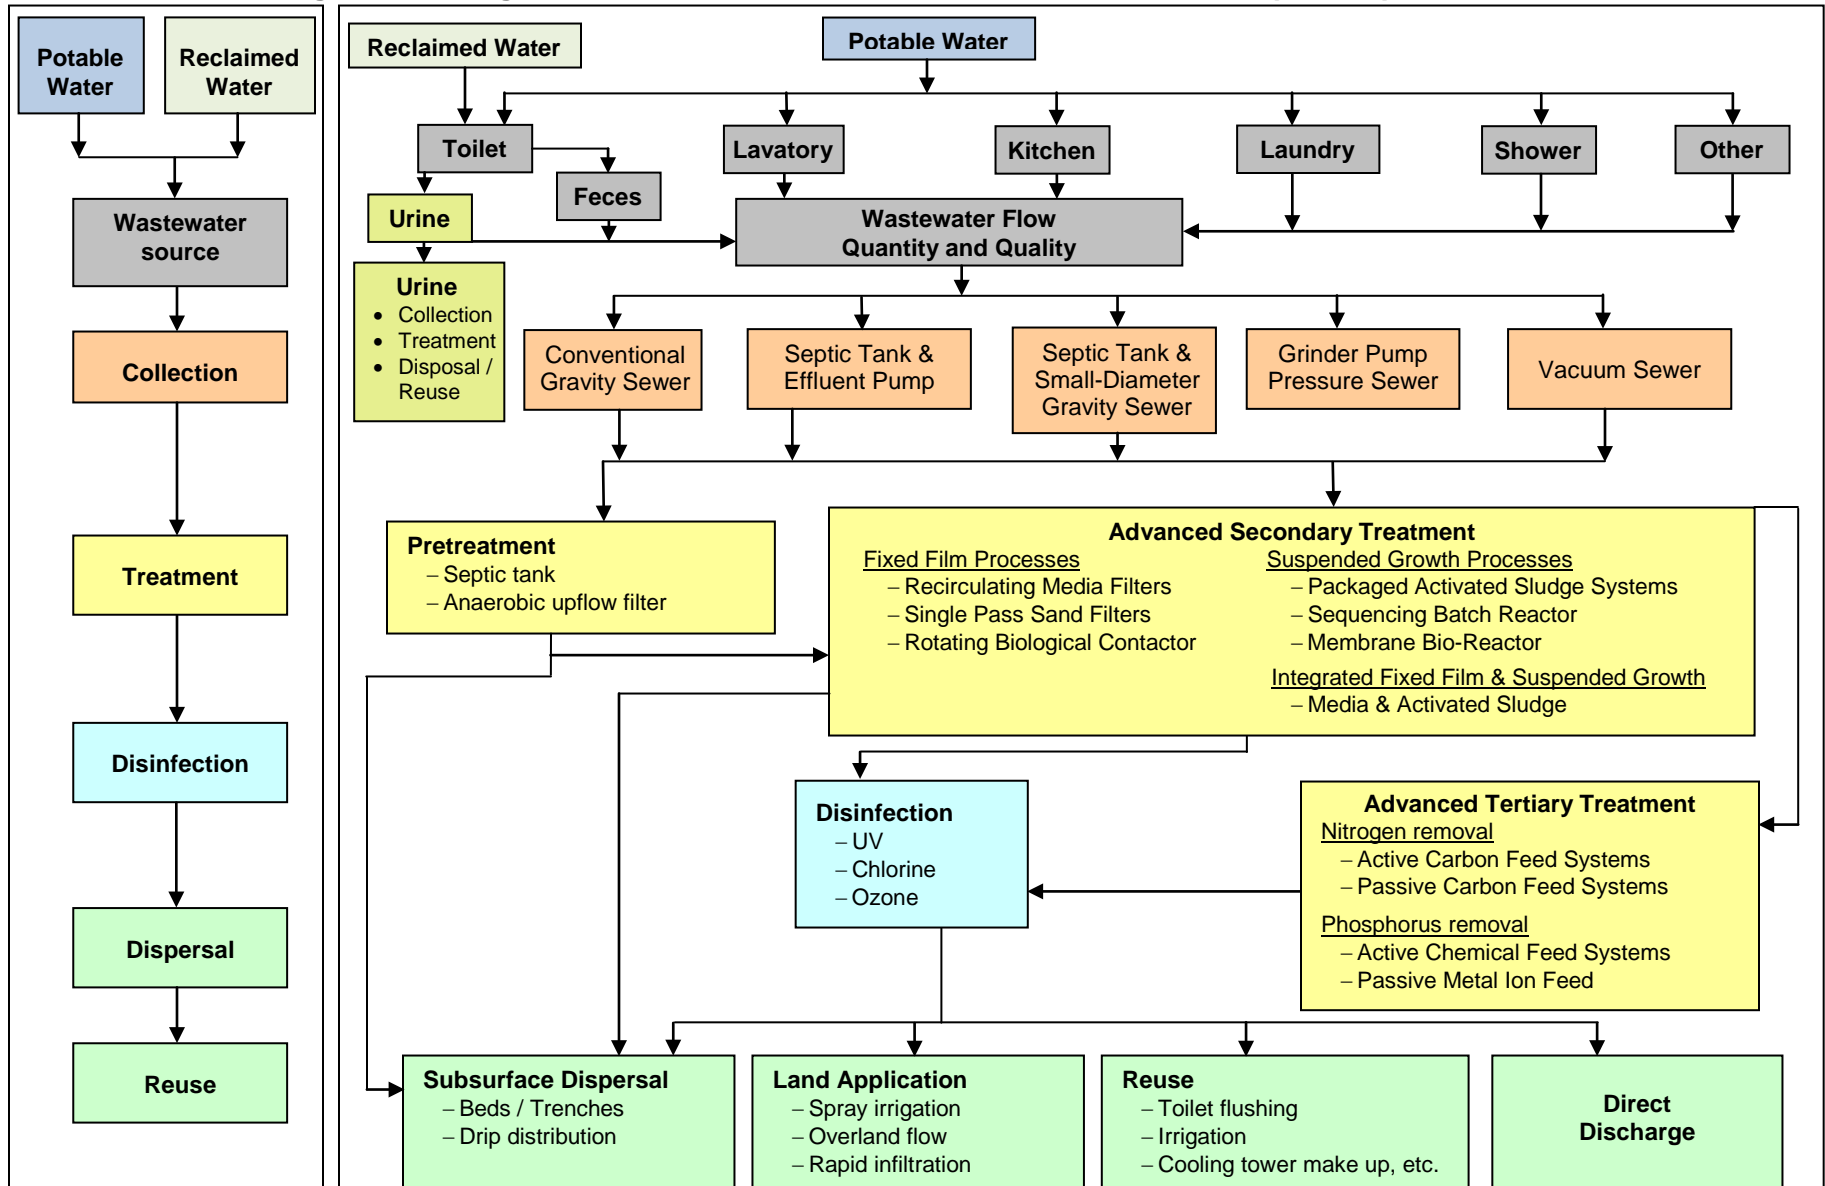 Potable
Water
Reclaimed
Water
Wastewater
source
Collection
Treatment
Disinfection
Dispersal
Reuse
Reclaimed Water
Potable Water
Toilet
Lavatory
Kitchen
Laundry
Shower
Other
Feces
Urine
Wastewater Flow
Quantity and Quality
Urine
• Collection
• Treatment
• Disposal /
Reuse
Conventional
Gravity Sewer
Septic Tank &
Effluent Pump
Septic Tank &
Small-Diameter
Gravity Sewer
Grinder Pump
Pressure Sewer
Vacuum Sewer
Pretreatment
– Septic tank
– Anaerobic upflow filter
Advanced Secondary Treatment
Fixed Film Processes
– Recirculating Media Filters
– Single Pass Sand Filters
– Rotating Biological Contactor
Suspended Growth Processes
– Packaged Activated Sludge Systems
– Sequencing Batch Reactor
– Membrane Bio-Reactor
Integrated Fixed Film & Suspended Growth
– Media & Activated Sludge
Disinfection
– UV
– Chlorine
– Ozone
Advanced Tertiary Treatment
Nitrogen removal
– Active Carbon Feed Systems
– Passive Carbon Feed Systems
Phosphorus removal
– Active Chemical Feed Systems
– Passive Metal Ion Feed
Subsurface Dispersal
– Beds / Trenches
– Drip distribution
Land Application
– Spray irrigation
– Overland flow
– Rapid infiltration
Reuse
– Toilet flushing
– Irrigation
– Cooling tower make up, etc.
Direct
Discharge